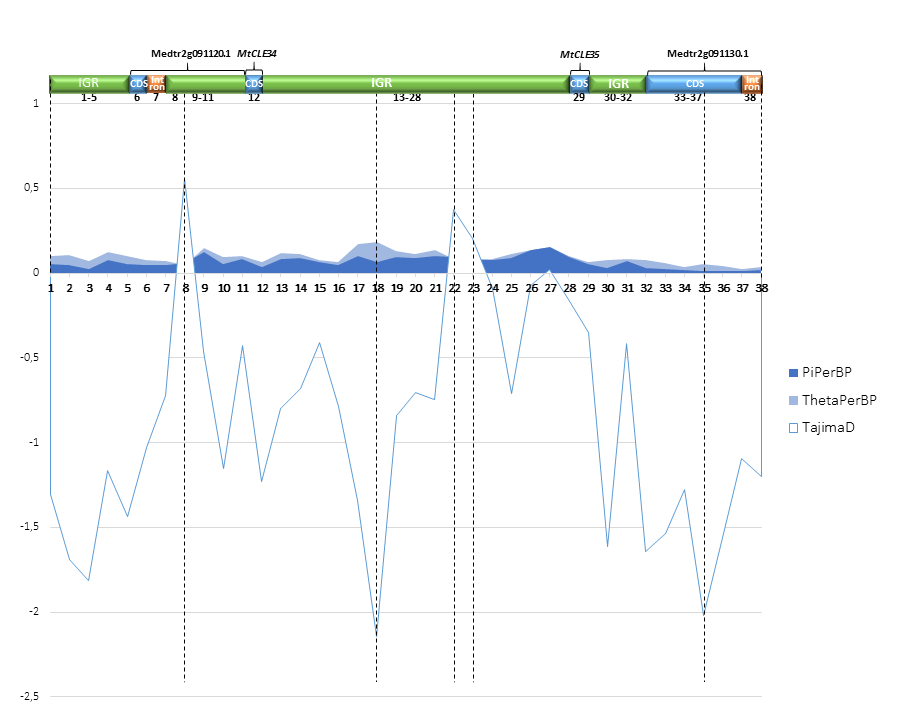 Medtr2g091120.1 MtCLE34 MtCLE35 Medtr2g091130.1
IGR CDS Int ron CDS IGR CDS IGR CDS Int ron
1-5 6 7 8 9-11 12 13-28 29 30-32 33-37 38
1
0,5
0
1 2 3 4 5 6 7 8 9 10 11 12 13 14 15 16 17 18 19 20 21 22 23 24 25 26 27 28 29 30 31 32 33 34 35 36 37 38
-0,5
PiPerBP
ThetaPerBP
TajimaD
-1
-1,5
-2
-2,5